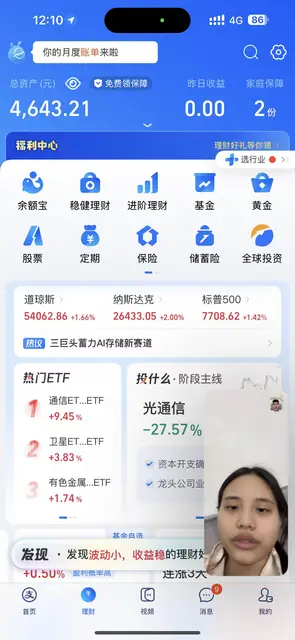 12:10
4G 86
你的月度账单来啦
总资产 (元)
免费领保障
昨日收益
家庭保障
4,643.21
0.00
2份
福利中心
理财好礼等你领
选行业
余额宝
稳健理财
进阶理财
基金
黄金
股票
定期
保险
储蓄险
全球投资
道琼斯
纳斯达克
标普500
54062.86 +1.66%
26433.05 +2.00%
7708.62 +1.42%
热议
三巨头蓄力AI存储新赛道
热门ETF
投什么·阶段主线
1 通信ET...ETF
+9.45%
2 卫星ET...ETF
+3.83%
3 有色金属...ETF
+1.74%
光通信
-27.57%
资本开支确
龙头公司业
基金自选
发现·发现波动小，收益稳的理财好
+0.50%
盈利概率高
连涨3天
首页
理财
视频
9
消息
我的